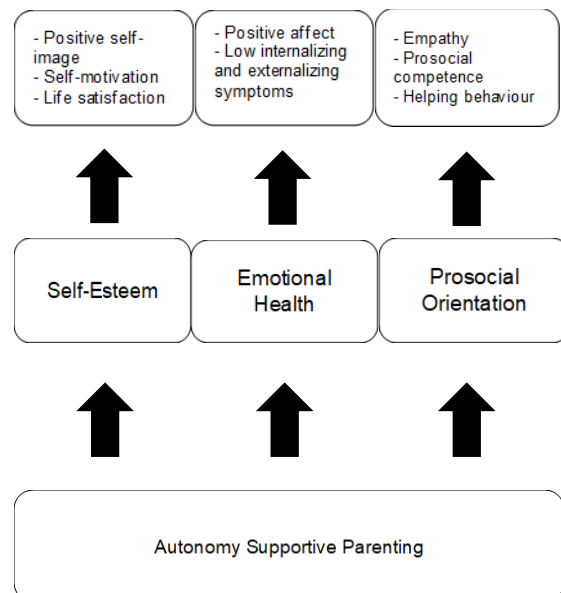 - Positive self-
image
- Self-motivation
- Life satisfaction
- Positive affect
- Low internalizing
and externalizing
symptoms
- Empathy
- Prosocial
competence
- Helping behaviour
Self-Esteem
Emotional
Health
Prosocial
Orientation
Autonomy Supportive Parenting